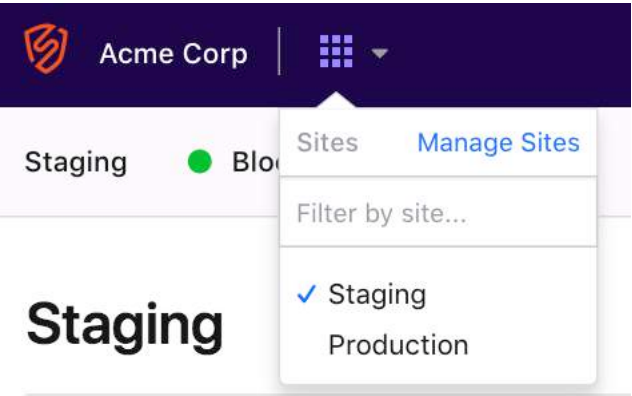 Acme Corp
Sites Manage Sites
Staging
Filter by site...
Staging
Staging
Production